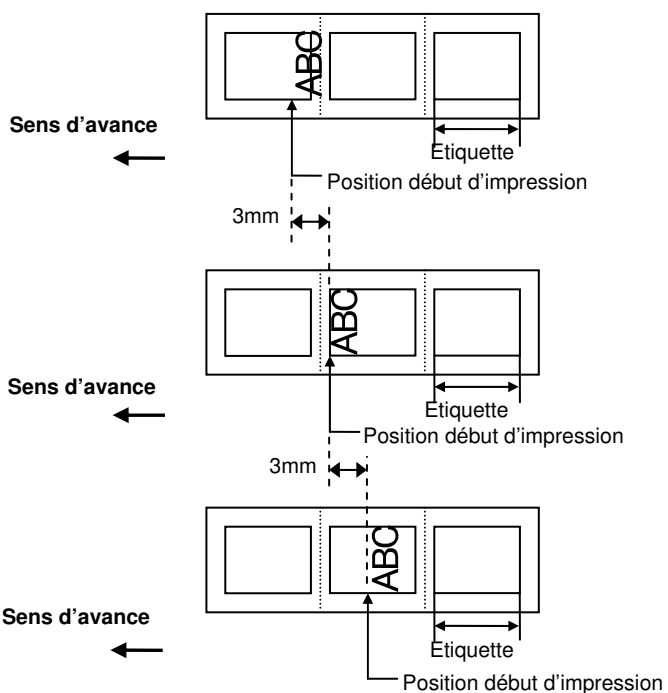 ABC
Sens d'avance
Etiquette
Position début d'impression
3mm
ABC
Sens d'avance
Etiquette
Position début d'impression
3mm
ABC
Sens d'avance
Etiquette
Position début d'impression